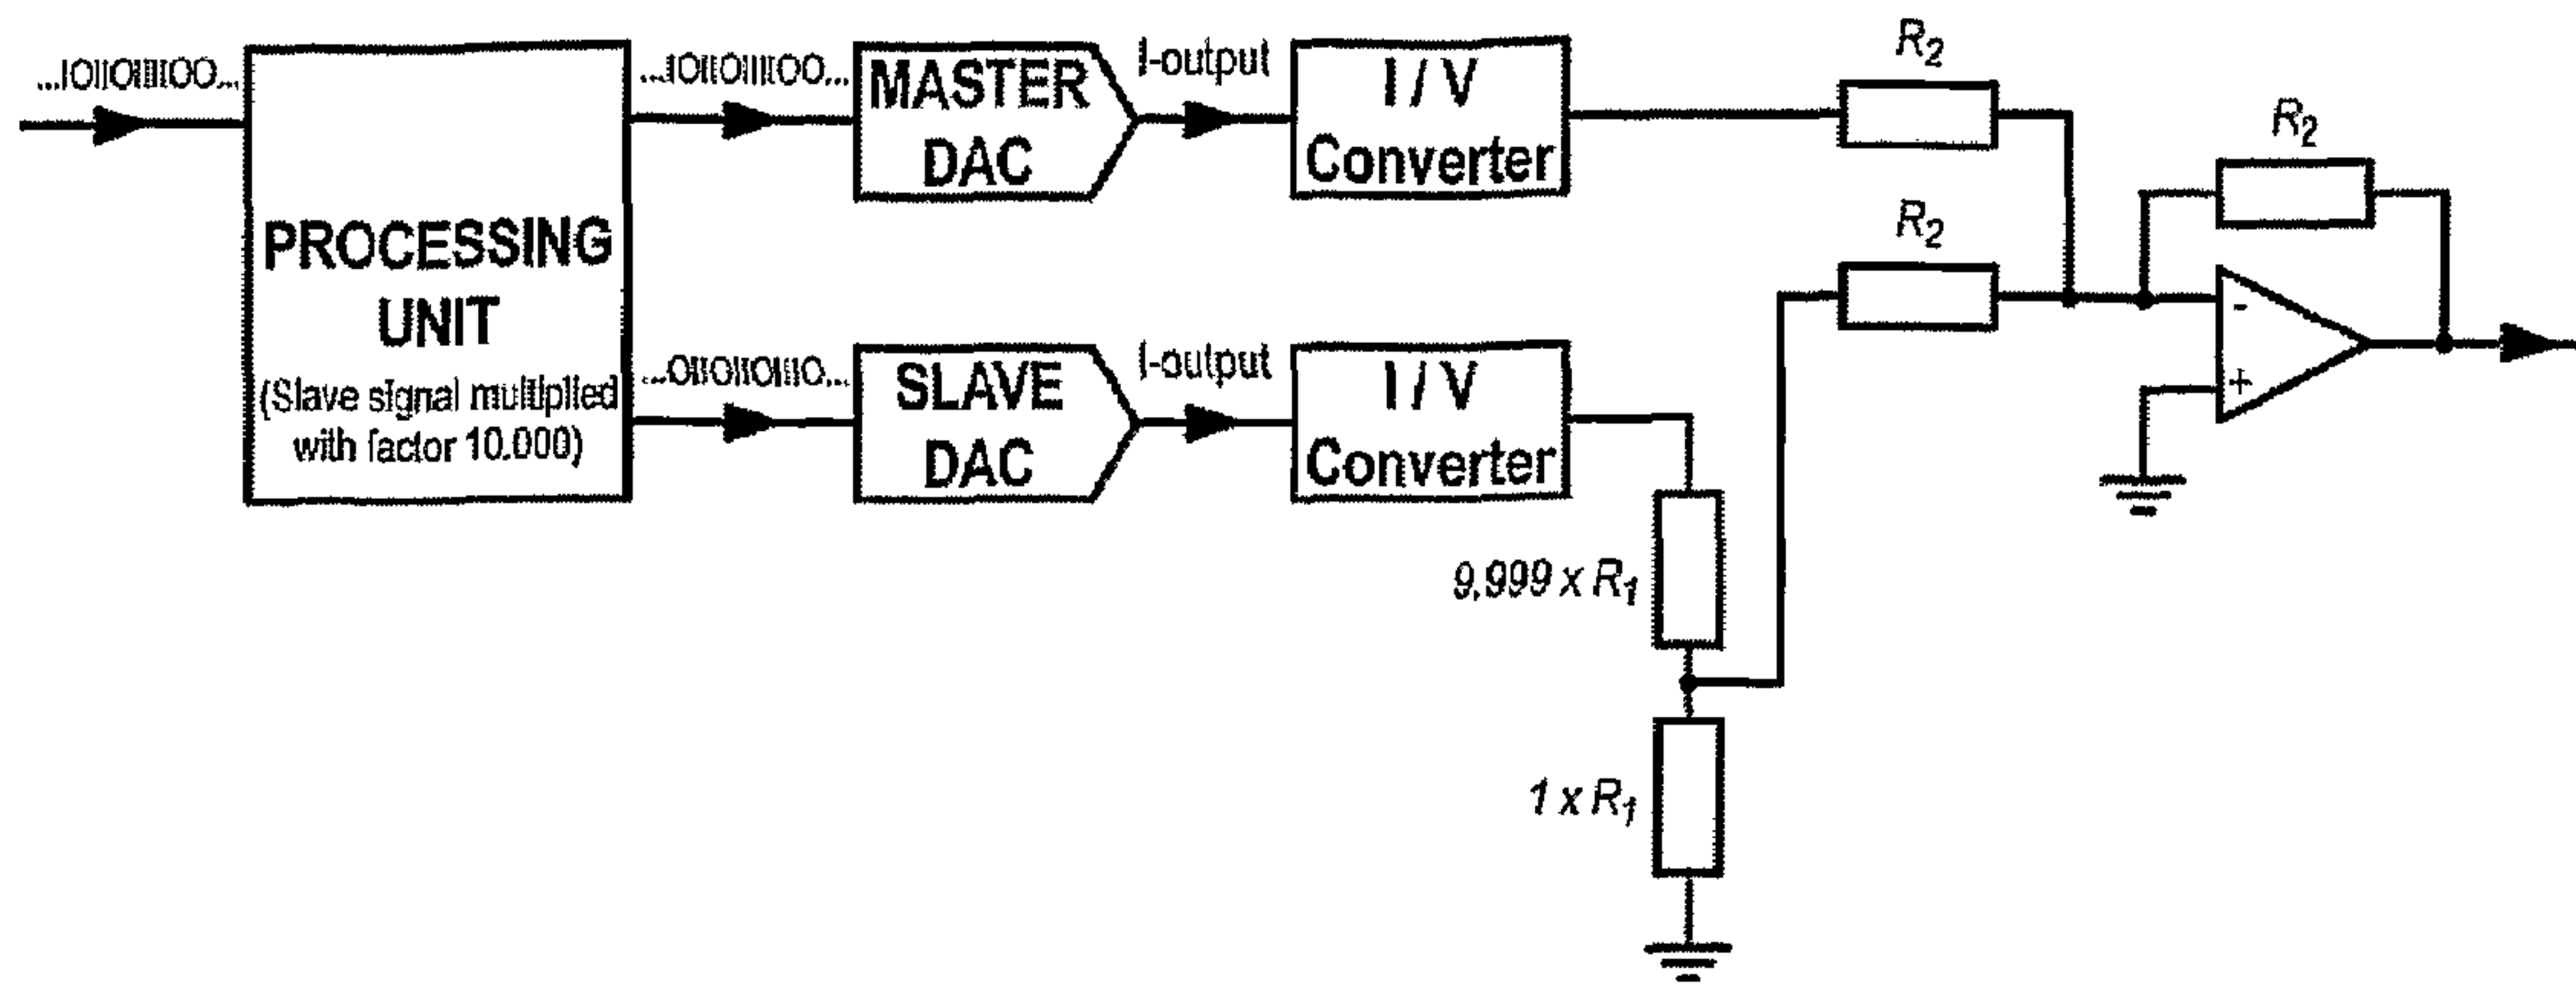 ...IOIIOIIIIOO...
PROCESSING
UNIT
(Slave signal multiplied
with factor 10.000)
...IOIIOIIIIOO...
MASTER
DAC
I-output
I / V
Converter
R2
...OIIOIIOIIIO...
SLAVE
DAC
I-output
I / V
Converter
R2
R2
-
+
9.999 x R1
1 x R1